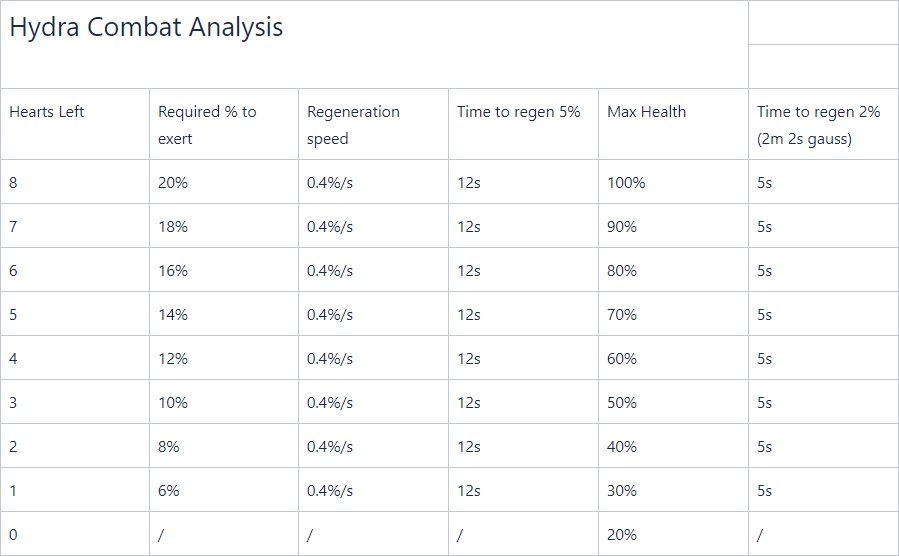 Hydra Combat Analysis
Hearts Left Required % to exert Regeneration speed Time to regen 5% Max Health Time to regen 2% (2m 2s gauss)
8 20% 0.4%/s 12s 100% 5s
7 18% 0.4%/s 12s 90% 5s
6 16% 0.4%/s 12s 80% 5s
5 14% 0.4%/s 12s 70% 5s
4 12% 0.4%/s 12s 60% 5s
3 10% 0.4%/s 12s 50% 5s
2 8% 0.4%/s 12s 40% 5s
1 6% 0.4%/s 12s 30% 5s
0 / / / 20% /